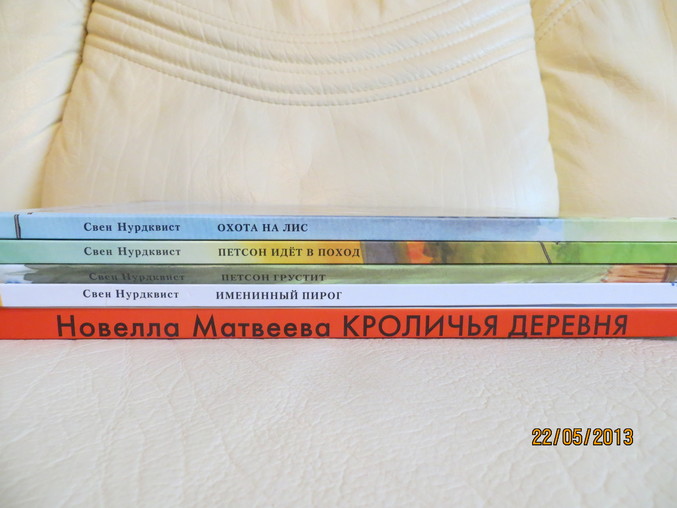 Свен Нурдквист ОХОТА НА ЛИС
Свен Нурдквист ПЕТСОН ИДЁТ В ПОХОД
Свен Нурдквист ПЕТСОН ГРУСТИТ
Свен Нурдквист ИМЕНИННЫЙ ПИРОГ
Новелла Матвеева КРОЛИЧЬЯ ДЕРЕВНЯ
22/05/2013